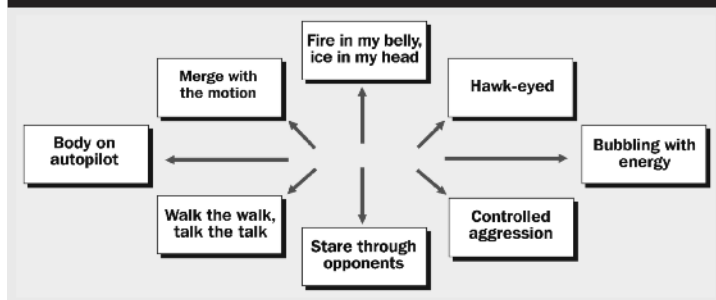 Fire in my belly,
ice in my head
Merge with
the motion
Hawk-eyed
Body on
autopilot
Bubbling with
energy
Walk the walk,
talk the talk
Controlled
aggression
Stare through
opponents